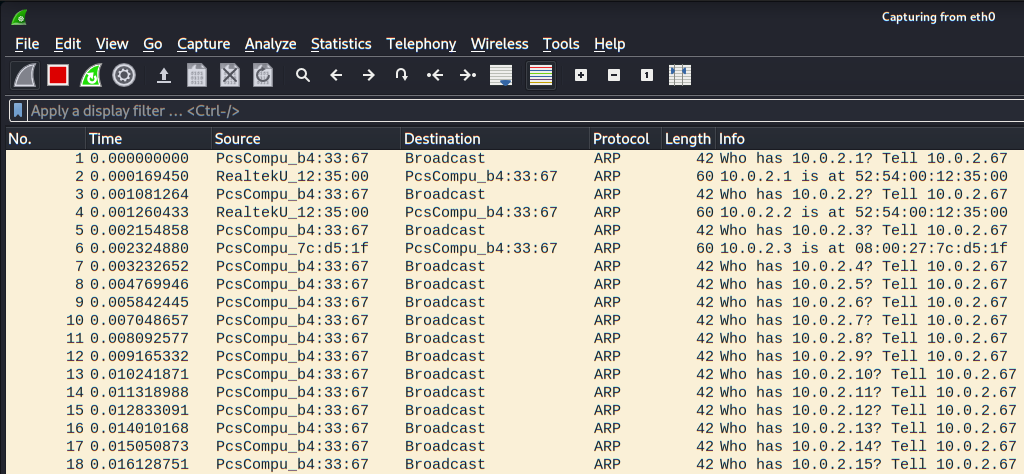 Capturing from eth0
File Edit View Go Capture Analyze Statistics Telephony Wireless Tools Help
Apply a display filter ... <Ctrl-/>
No. Time Source Destination Protocol Length Info
1 0.000000000 PcsCompu_b4:33:67 Broadcast ARP 42 Who has 10.0.2.1? Tell 10.0.2.67
2 0.000169450 RealtekU_12:35:00 PcsCompu_b4:33:67 ARP 60 10.0.2.1 is at 52:54:00:12:35:00
3 0.001081264 PcsCompu_b4:33:67 Broadcast ARP 42 Who has 10.0.2.2? Tell 10.0.2.67
4 0.001260433 RealtekU_12:35:00 PcsCompu_b4:33:67 ARP 60 10.0.2.2 is at 52:54:00:12:35:00
5 0.002154858 PcsCompu_b4:33:67 Broadcast ARP 42 Who has 10.0.2.3? Tell 10.0.2.67
6 0.002324880 PcsCompu_7c:d5:1f PcsCompu_b4:33:67 ARP 60 10.0.2.3 is at 08:00:27:7c:d5:1f
7 0.003232652 PcsCompu_b4:33:67 Broadcast ARP 42 Who has 10.0.2.4? Tell 10.0.2.67
8 0.004769946 PcsCompu_b4:33:67 Broadcast ARP 42 Who has 10.0.2.5? Tell 10.0.2.67
9 0.005842445 PcsCompu_b4:33:67 Broadcast ARP 42 Who has 10.0.2.6? Tell 10.0.2.67
10 0.007048657 PcsCompu_b4:33:67 Broadcast ARP 42 Who has 10.0.2.7? Tell 10.0.2.67
11 0.008092577 PcsCompu_b4:33:67 Broadcast ARP 42 Who has 10.0.2.8? Tell 10.0.2.67
12 0.009165332 PcsCompu_b4:33:67 Broadcast ARP 42 Who has 10.0.2.9? Tell 10.0.2.67
13 0.010241871 PcsCompu_b4:33:67 Broadcast ARP 42 Who has 10.0.2.10? Tell 10.0.2.67
14 0.011318988 PcsCompu_b4:33:67 Broadcast ARP 42 Who has 10.0.2.11? Tell 10.0.2.67
15 0.012833091 PcsCompu_b4:33:67 Broadcast ARP 42 Who has 10.0.2.12? Tell 10.0.2.67
16 0.014010168 PcsCompu_b4:33:67 Broadcast ARP 42 Who has 10.0.2.13? Tell 10.0.2.67
17 0.015050873 PcsCompu_b4:33:67 Broadcast ARP 42 Who has 10.0.2.14? Tell 10.0.2.67
18 0.016128751 PcsCompu_b4:33:67 Broadcast ARP 42 Who has 10.0.2.15? Tell 10.0.2.67